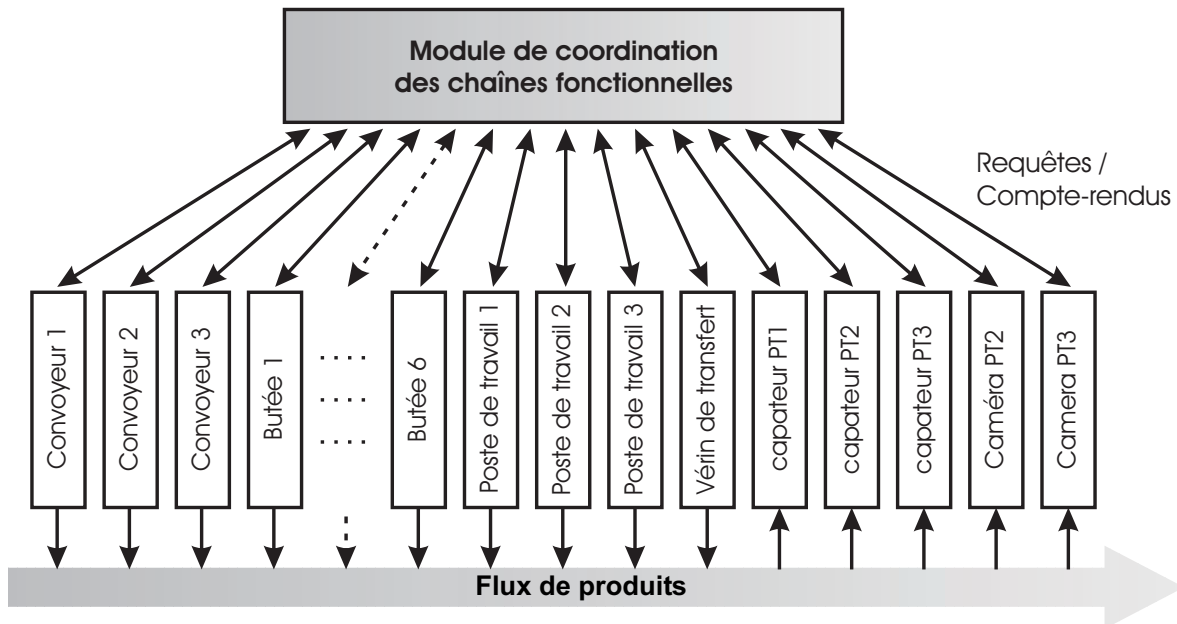 Module de coordination
des chaînes fonctionnelles
Requêtes /
Compte-rendus
Convoyeur 1
Convoyeur 2
Convoyeur 3
Butée 1
....
....
....
Butée 6
Poste de travail 1
Poste de travail 2
Poste de travail 3
Vérin de transfert
capateur PT1
capateur PT2
capateur PT3
Caméra PT2
Camera PT3
Flux de produits